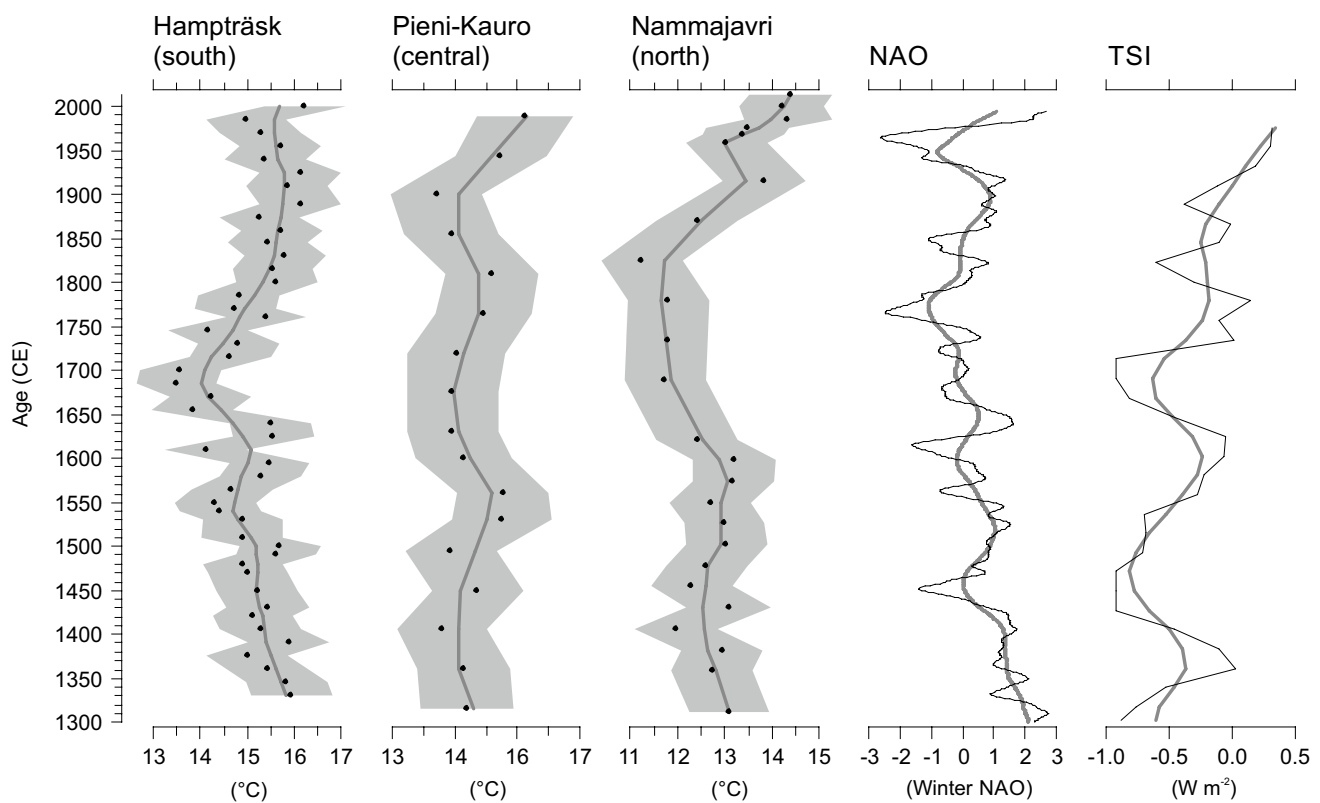 Hampträsk
(south)
Pieni-Kauro
(central)
Nammajavri
(north)
NAO
TSI
Age (CE)
2000
1950
1900
1850
1800
1750
1700
1650
1600
1550
1500
1450
1400
1350
1300
13 14 15 16 17
13 14 16 17
11 12 13 14 15
-3 -2 -1 0 1 2 3
-1.0 -0.5 0.0 0.5
(°C)
(°C)
(°C)
(Winter NAO)
(W m⁻²)